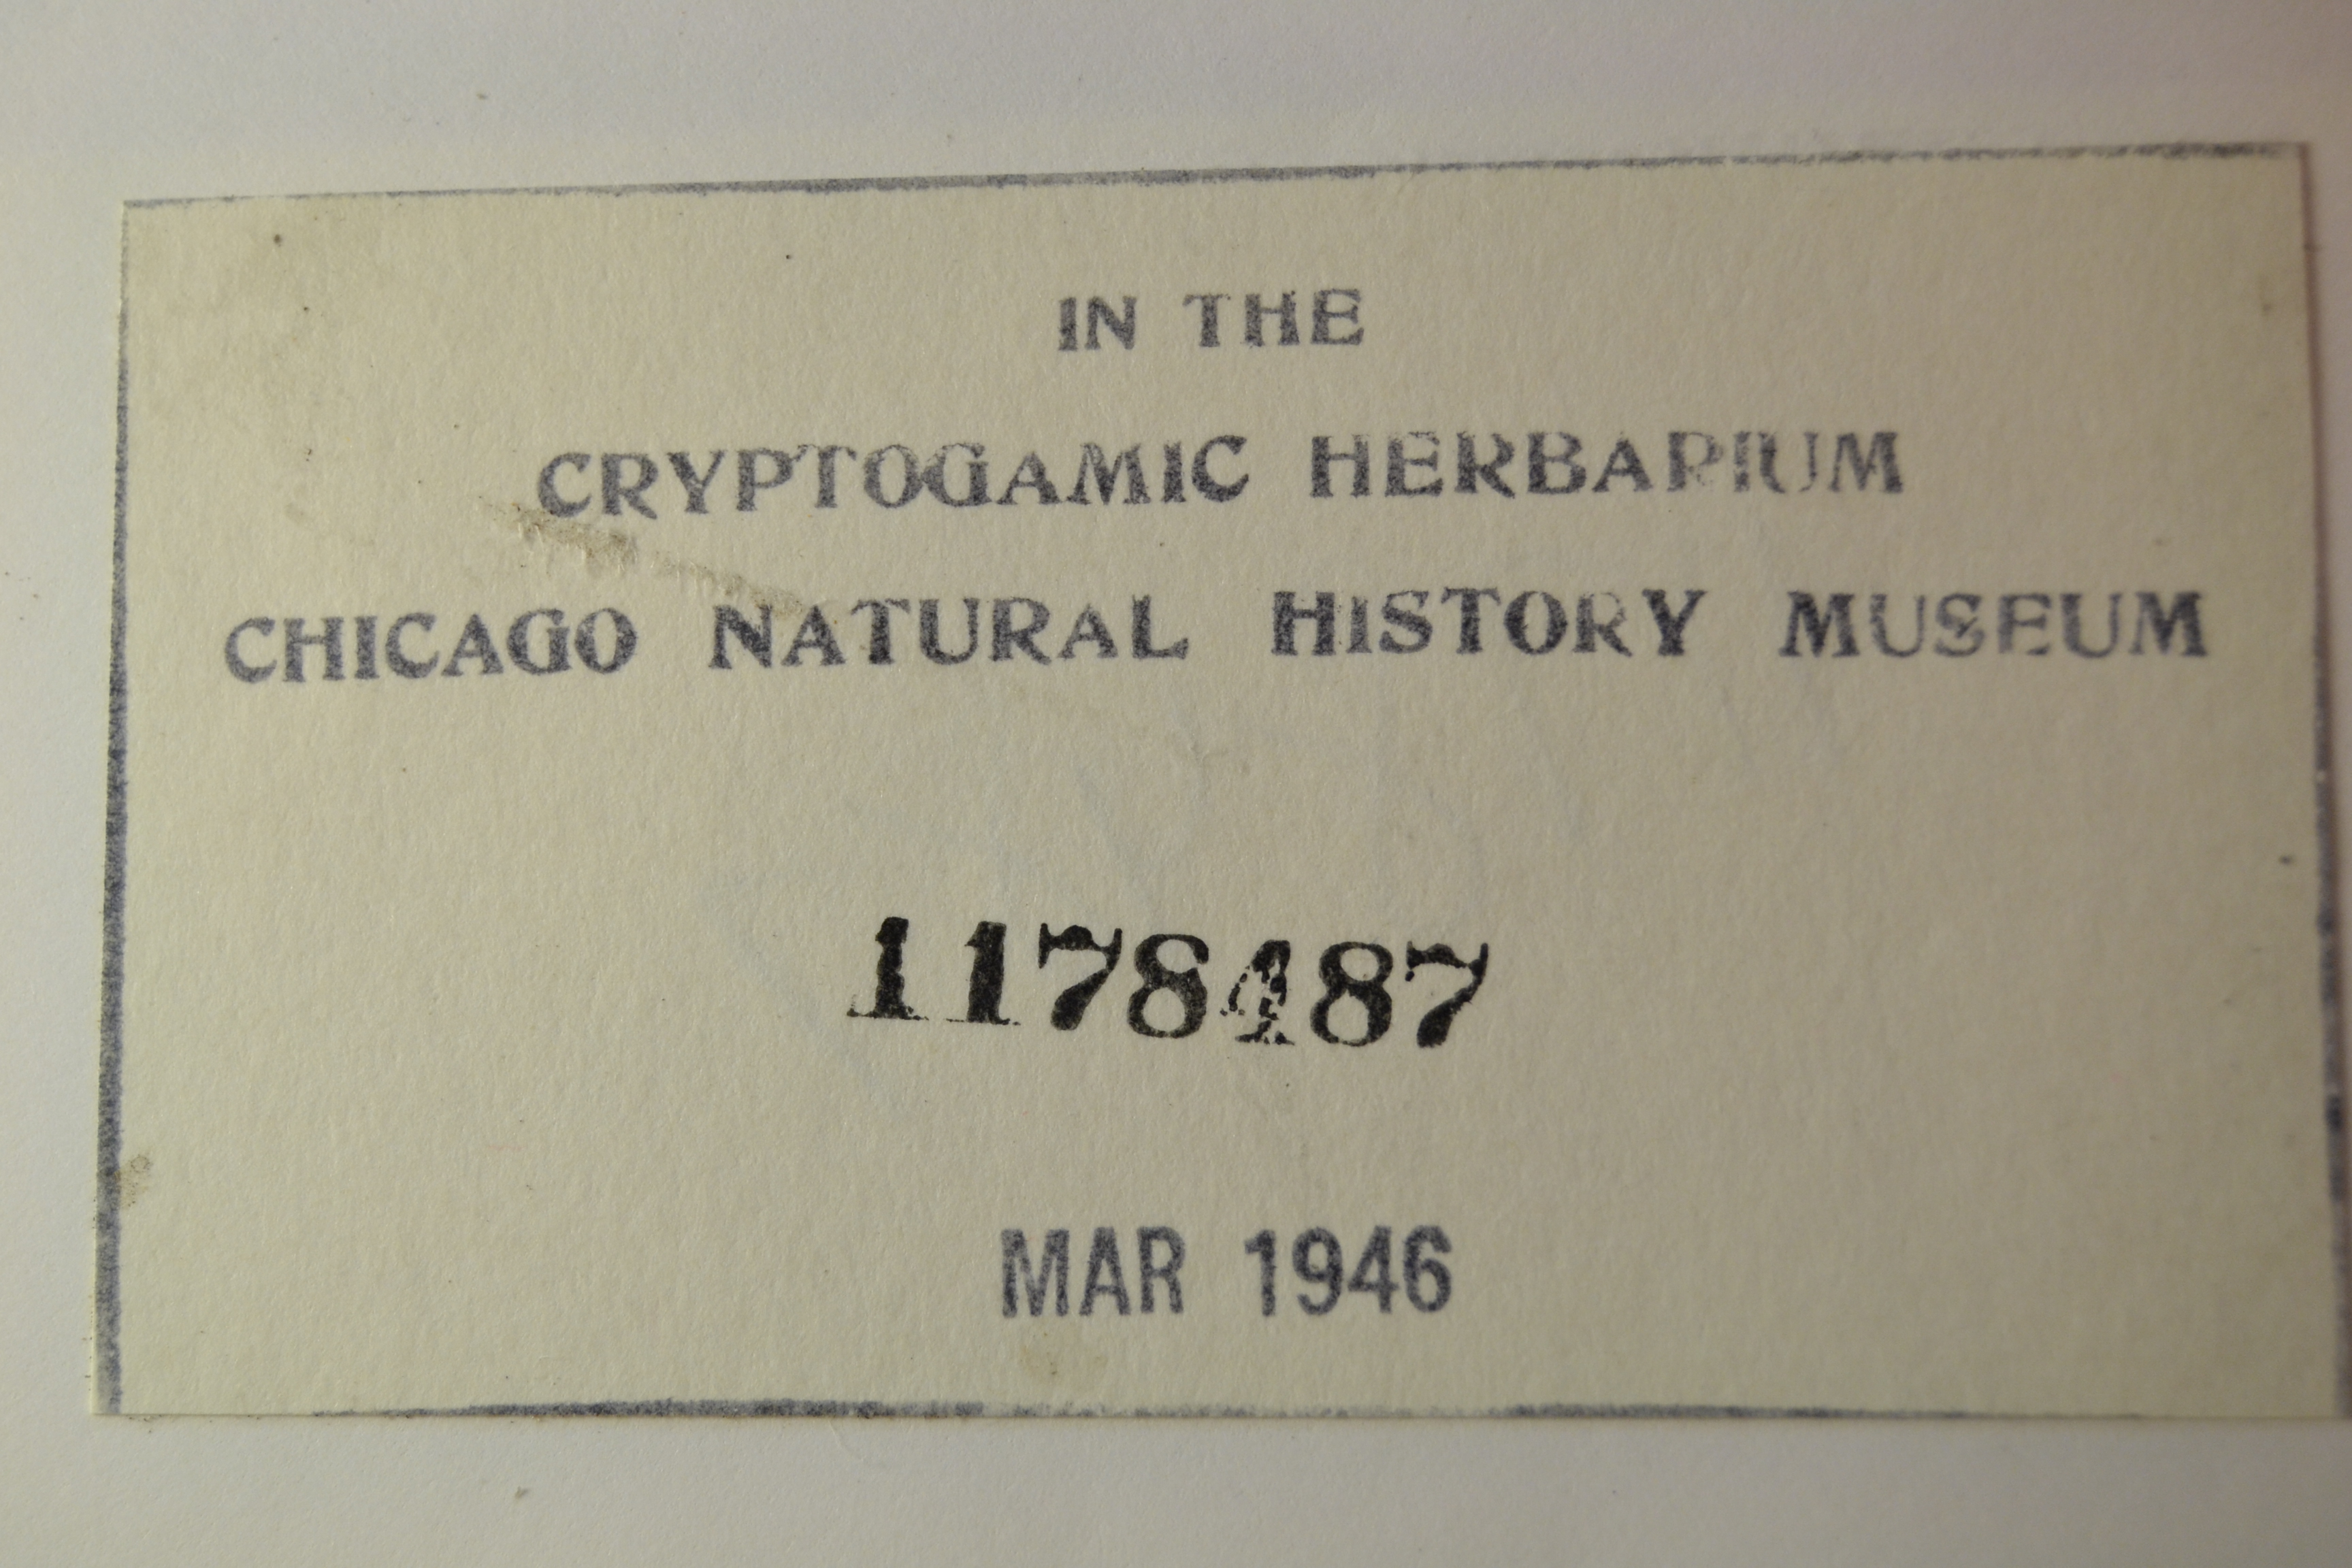 IN THE
CRYPTOGAMIC HERBARIUM
CHICAGO NATURAL HISTORY MUSEUM
1178487
MAR 1946